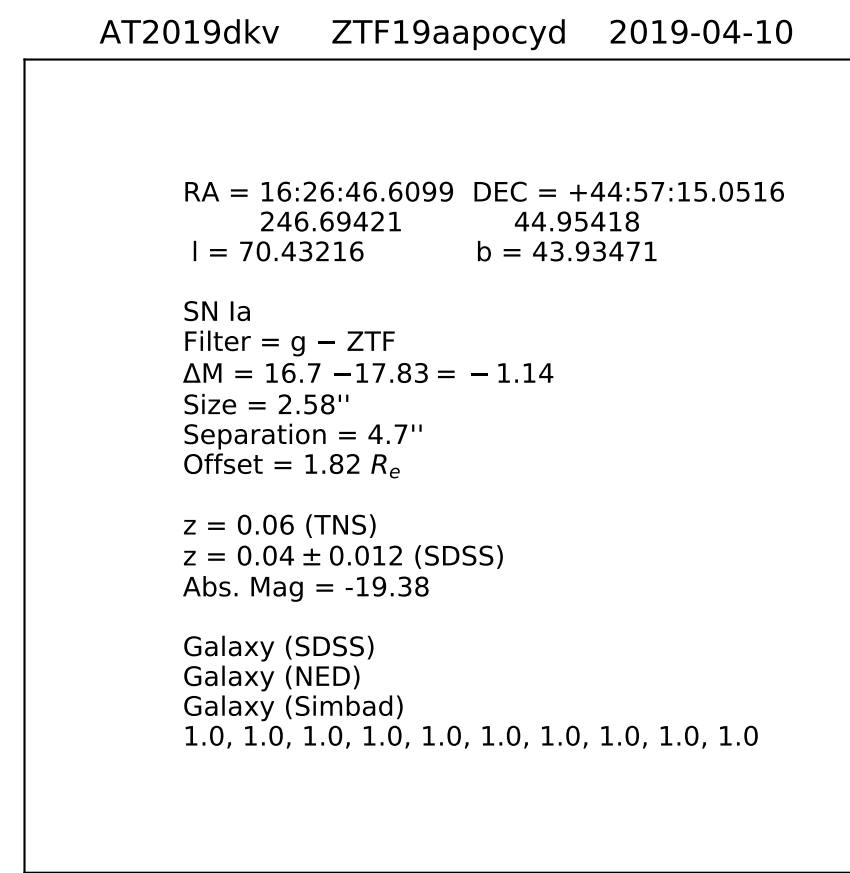 AT2019dkv ZTF19aapocyd 2019-04-10
RA = 16:26:46.6099 DEC = +44:57:15.0516
246.69421 44.95418
l = 70.43216 b = 43.93471
SN Ia
Filter = g − ZTF
ΔM = 16.7 −17.83 = − 1.14
Size = 2.58''
Separation = 4.7''
Offset = 1.82 Re
z = 0.06 (TNS)
z = 0.04 ± 0.012 (SDSS)
Abs. Mag = -19.38
Galaxy (SDSS)
Galaxy (NED)
Galaxy (Simbad)
1.0, 1.0, 1.0, 1.0, 1.0, 1.0, 1.0, 1.0, 1.0, 1.0